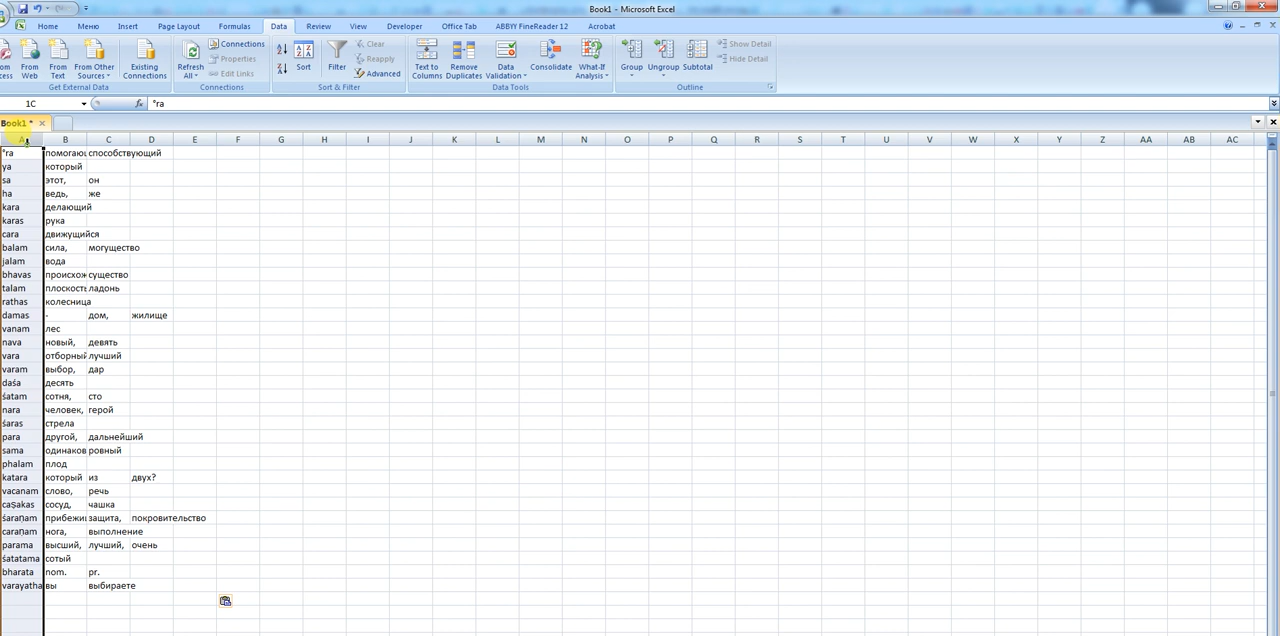 Book1 - Microsoft Excel
Home Меню Insert Page Layout Formulas Data Review View Developer Office Tab ABBYY FineReader 12 Acrobat
From Web From Text From Other Sources Existing Connections Refresh All Connections Properties Edit Links Sort Filter Clear Reapply Advanced Text to Columns Remove Duplicates Data Validation Consolidate What-If Analysis Group Ungroup Subtotal Show Detail Hide Detail
Get External Data Connections Sort & Filter Data Tools Outline
1C fx °ra
Book1 *
A B C D E F G H I J K L M N O P Q R S T U V W X Y Z AA AB AC
°ra помогаю способствующий
ya который
sa этот, он
ha ведь, же
kara делающий
karas рука
cara движущийся
balam сила, могущество
jalam вода
bhavas происхож существо
talam плоскость ладонь
rathas колесница
damas - дом, жилище
vanam лес
nava новый, девять
vara отборный лучший
varam выбор, дар
daśa десять
śatam сотня, сто
nara человек, герой
śaras стрела
para другой, дальнейший
sama одинаков ровный
phalam плод
katara который из двух?
vacanam слово, речь
caṣakas сосуд, чашка
śaraṇam прибежищ защита, покровительство
caraṇam нога, выполнение
parama высший, лучший, очень
śatatama сотый
bharata nom. pr.
varayatha вы выбираете